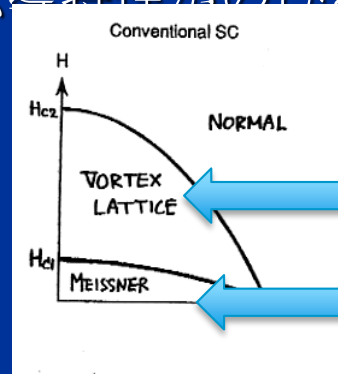 Conventional SC
H
Hc2
NORMAL
VORTEX
LATTICE
Hc1
MEISSNER